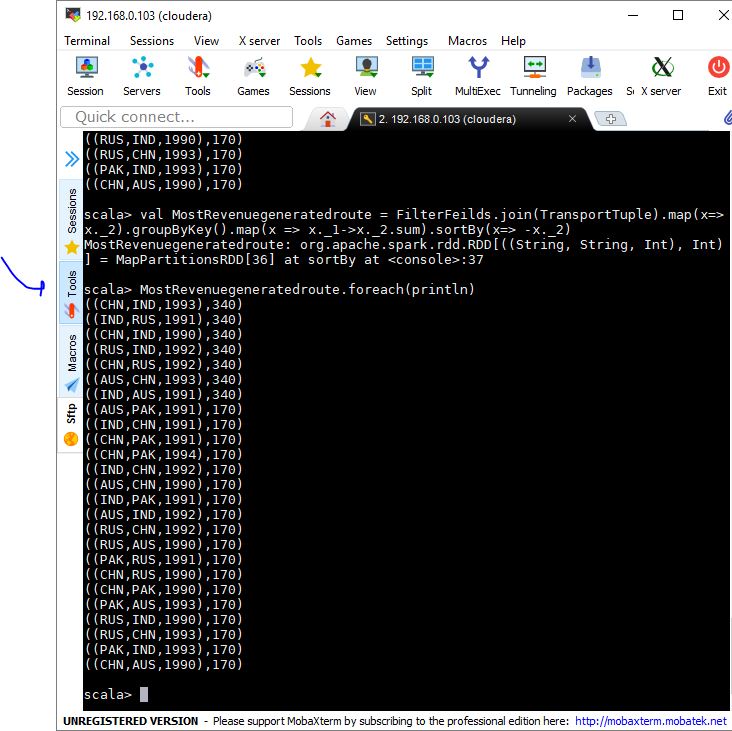 192.168.0.103 (cloudera)
Terminal Sessions View X server Tools Games Settings Macros Help
Session Servers Tools Games Sessions View Split MultiExec Tunneling Packages Se X server Exit
Quick connect...
2. 192.168.0.103 (cloudera)
Sessions
Tools
Macros
Sftp
((RUS,IND,1990),170)
((RUS,CHN,1993),170)
((PAK,IND,1993),170)
((CHN,AUS,1990),170)
scala> val MostRevenuegeneratedroute = FilterFeilds.join(TransportTuple).map(x=>
x._2).groupByKey().map(x => x._1->x._2.sum).sortBy(x=> -x._2)
MostRevenuegeneratedroute: org.apache.spark.rdd.RDD[((String, String, Int), Int)
] = MapPartitionsRDD[36] at sortBy at <console>:37
scala> MostRevenuegeneratedroute.foreach(println)
((CHN,IND,1993),340)
((IND,RUS,1991),340)
((CHN,IND,1990),340)
((RUS,IND,1992),340)
((CHN,RUS,1992),340)
((AUS,CHN,1993),340)
((IND,AUS,1991),340)
((AUS,PAK,1991),170)
((IND,CHN,1991),170)
((CHN,PAK,1991),170)
((CHN,PAK,1994),170)
((IND,CHN,1992),170)
((AUS,CHN,1990),170)
((IND,PAK,1991),170)
((AUS,IND,1992),170)
((RUS,CHN,1992),170)
((RUS,AUS,1990),170)
((PAK,RUS,1991),170)
((CHN,RUS,1990),170)
((CHN,PAK,1990),170)
((PAK,AUS,1993),170)
((RUS,IND,1990),170)
((RUS,CHN,1993),170)
((PAK,IND,1993),170)
((CHN,AUS,1990),170)
scala>
UNREGISTERED VERSION - Please support MobaXterm by subscribing to the professional edition here: http://mobaxterm.mobatek.net